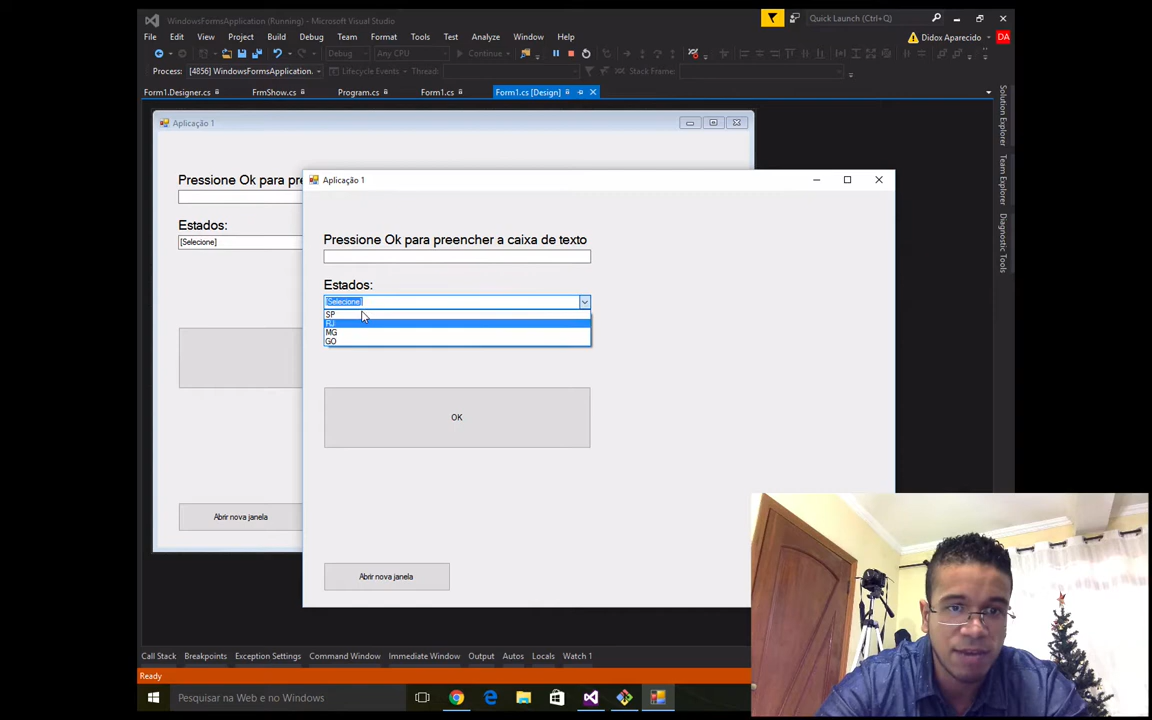 WindowsFormsApplication (Running) - Microsoft Visual Studio
Quick Launch (Ctrl+Q)
File Edit View Project Build Debug Team Format Tools Test Analyze Window Help
Didox Aparecido DA
Debug Any CPU Continue
Process: [4856] WindowsFormsApplication. Lifecycle Events Thread: Stack Frame:
Form1.Designer.cs FrmShow.cs Program.cs Form1.cs Form1.cs [Design]
Solution Explorer
Team Explorer
Diagnostic Tools
Aplicação 1
Pressione Ok para pre
Estados:
[Selecione]
Abrir nova janela
Aplicação 1
Pressione Ok para preencher a caixa de texto
Estados:
[Selecione]
SP
RJ
MG
GO
OK
Abrir nova janela
Call Stack Breakpoints Exception Settings Command Window Immediate Window Output Autos Locals Watch 1
Ready
Pesquisar na Web e no Windows